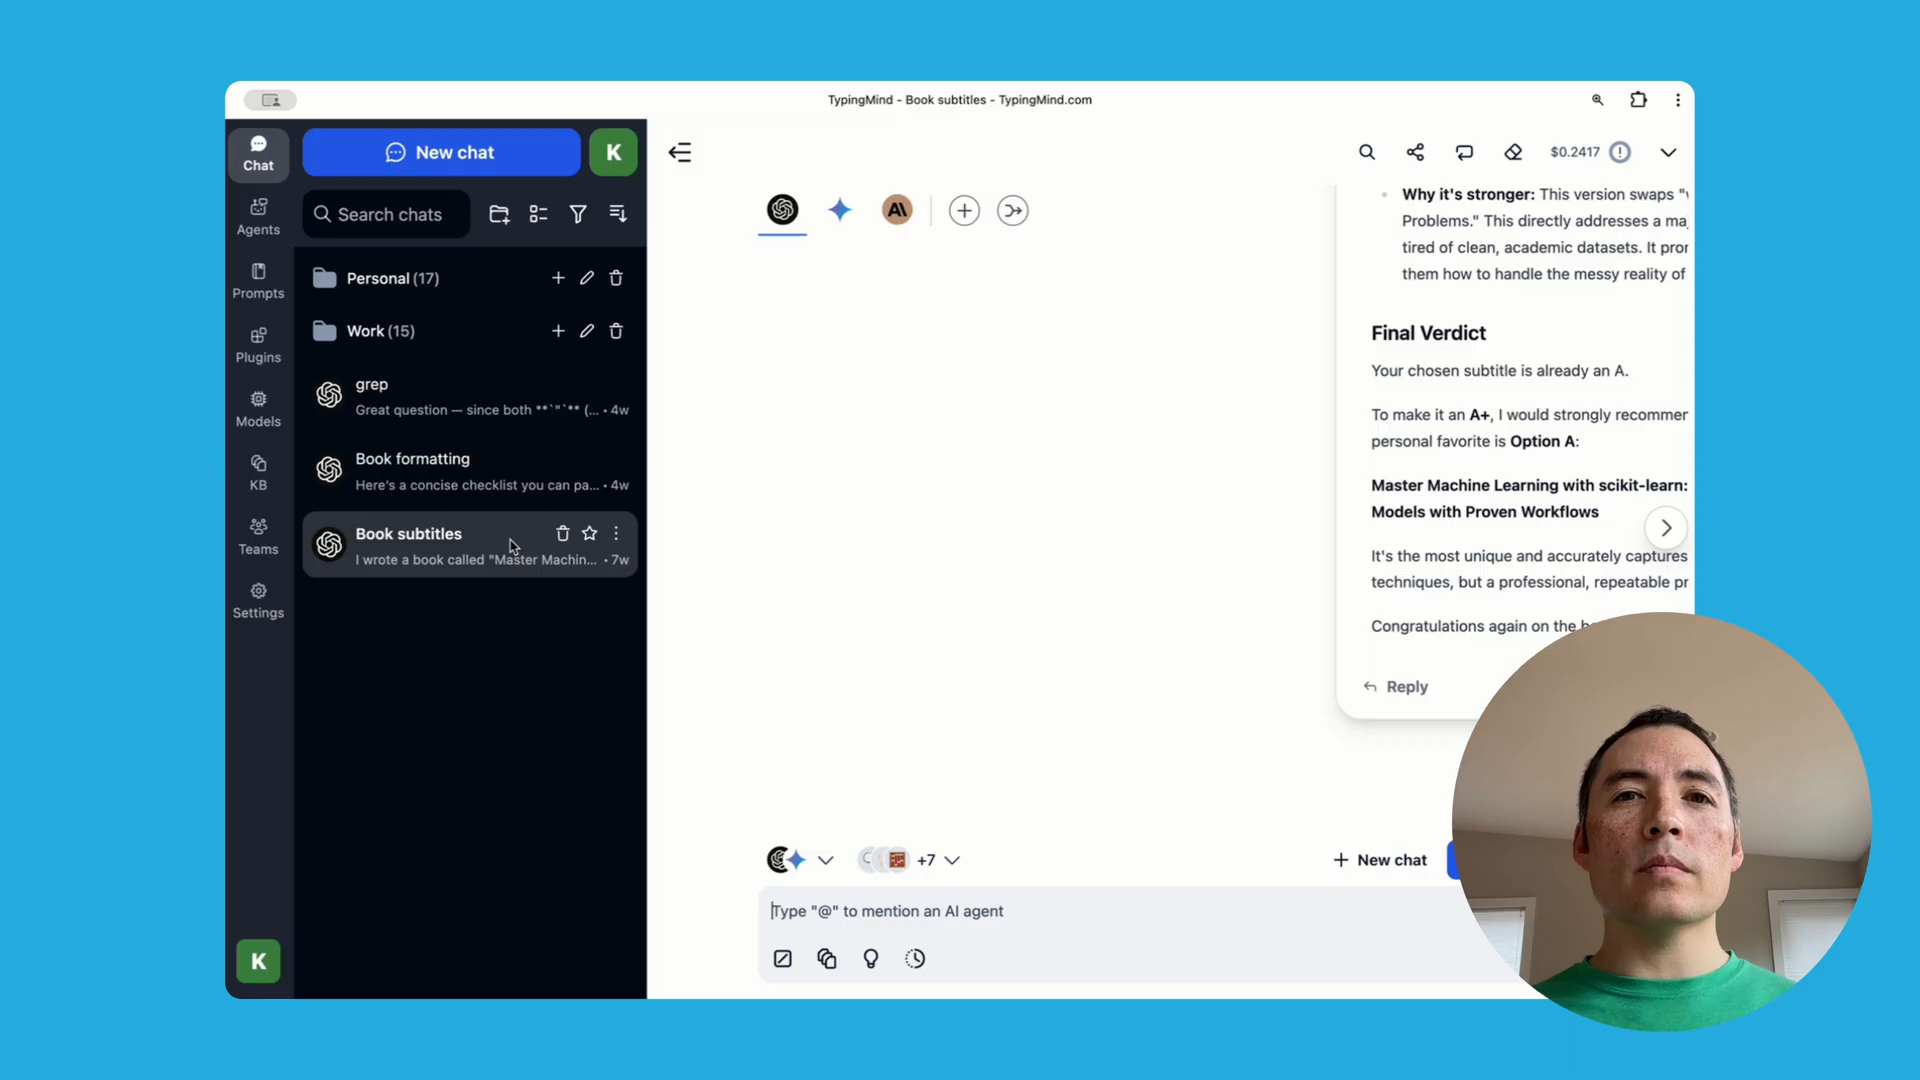 TypingMind - Book subtitles - TypingMind.com
Chat
New chat
K
$0.2417
Search chats
Agents
Prompts
Plugins
Models
KB
Teams
Settings
K
Personal (17)
Work (15)
grep
Great question — since both **`"`** (... • 4w
Book formatting
Here's a concise checklist you can pa... • 4w
Book subtitles
I wrote a book called "Master Machin... • 7w
AI
Why it's stronger: This version swaps
Problems." This directly addresses a
tired of clean, academic datasets. It
them how to handle the messy reality of
Final Verdict
Your chosen subtitle is already an A.
To make it an A+, I would strongly
personal favorite is Option A:
Master Machine Learning with scikit-learn:
Models with Proven Workflows
It's the most unique and accurately captures
techniques, but a professional, repeatable
Congratulations again on the
Reply
+7
New chat
Type "@" to mention an AI agent